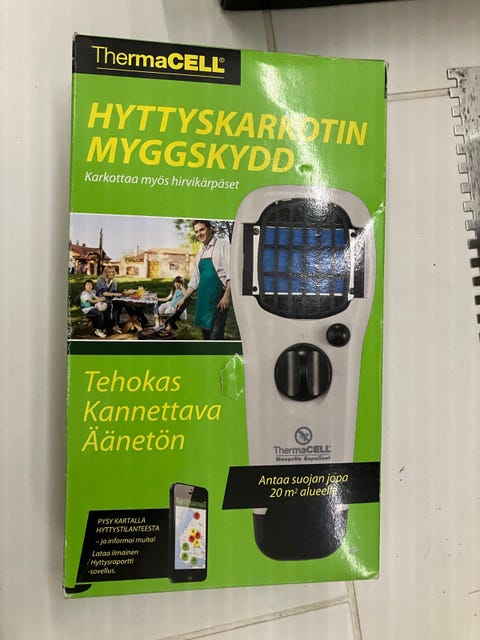 ThermaCELL®
HYTTYSKARKOTIN
MYGGSKYDD
Karkottaa myös hirvikärpäset
Tehokas
Kannettava
Äänetön
ThermaCELL®
Mosquito Repellent
Antaa suojan jopa
20 m² alueelle
PYSY KARTALLA
HYTTYSTILANTEESTA
– ja informoi muita!
Lataa ilmainen
Hyttysraportti
-sovellus.